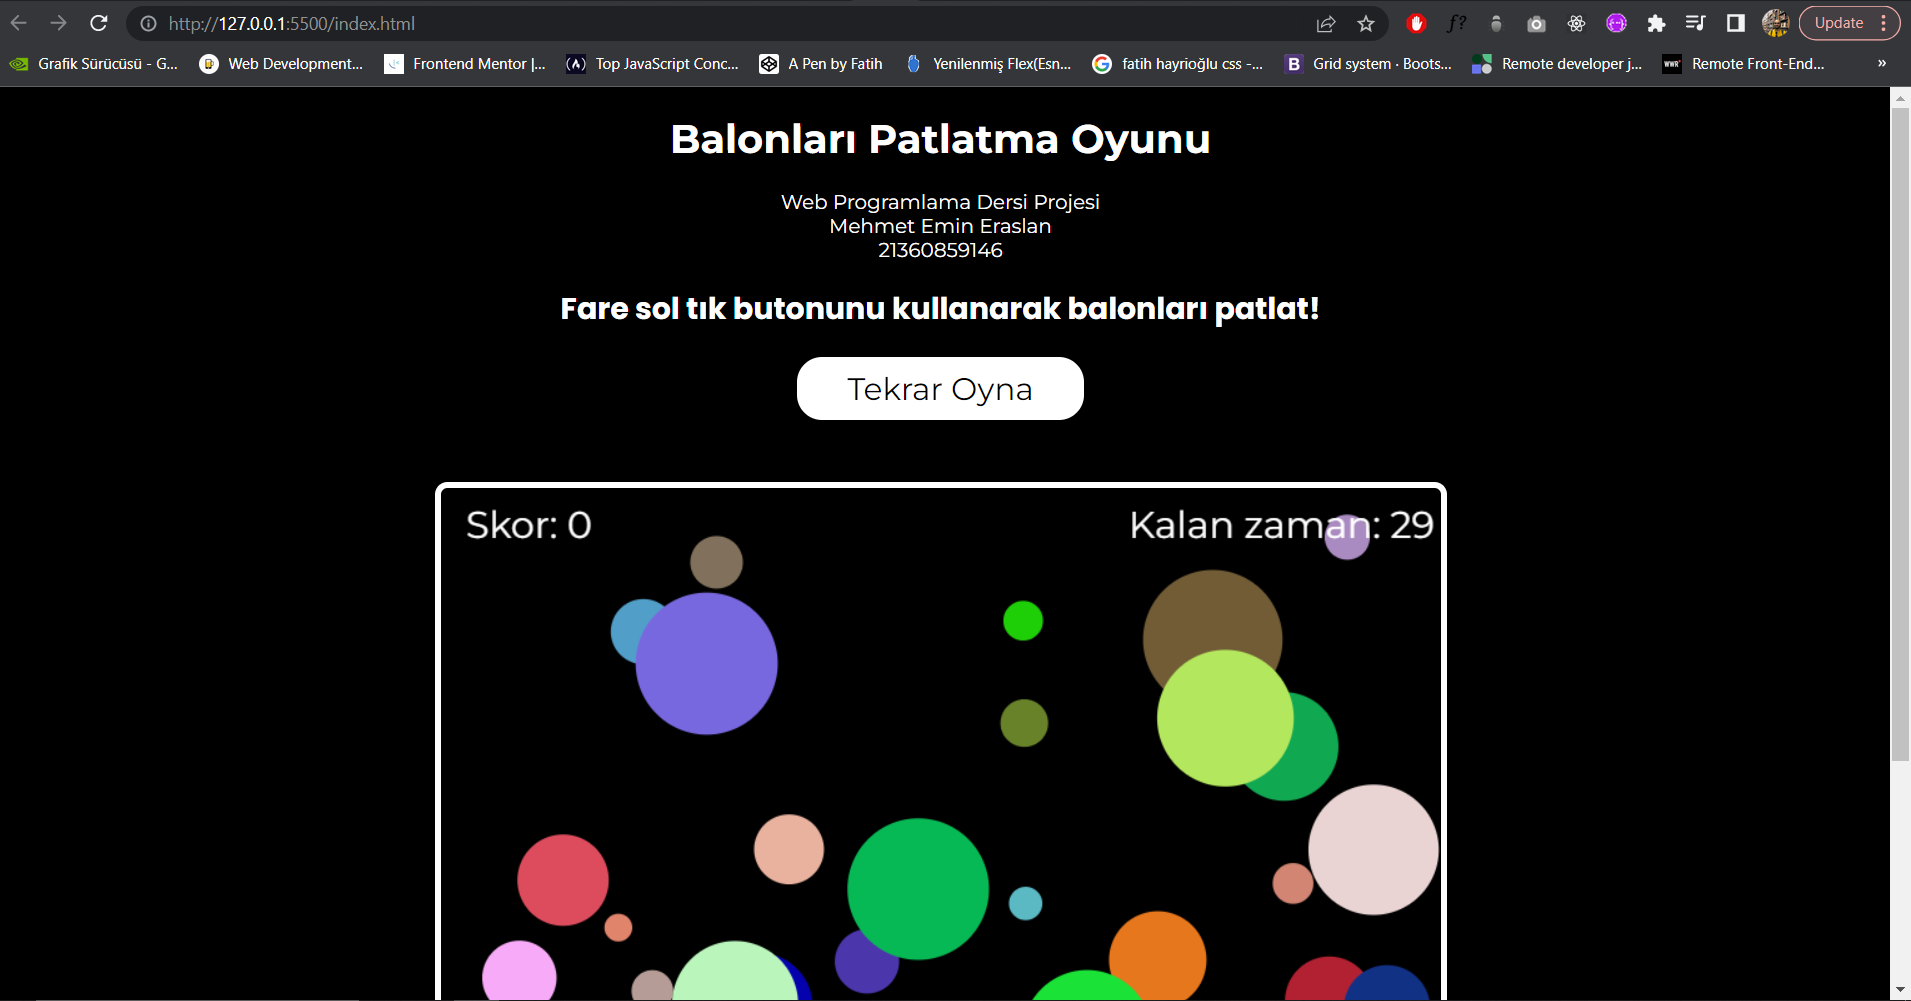 http://127.0.0.1:5500/index.html
f?
Update
Grafik Sürücüsü - G...
Web Development...
Frontend Mentor |...
Top JavaScript Conc...
A Pen by Fatih
Yenilenmiş Flex(Esn...
fatih hayrioğlu css -...
B
Grid system · Boots...
Remote developer j...
WWR
Remote Front-End...
»
Balonları Patlatma Oyunu
Web Programlama Dersi Projesi
Mehmet Emin Eraslan
21360859146
Fare sol tık butonunu kullanarak balonları patlat!
Tekrar Oyna
Skor: 0
Kalan zaman: 29